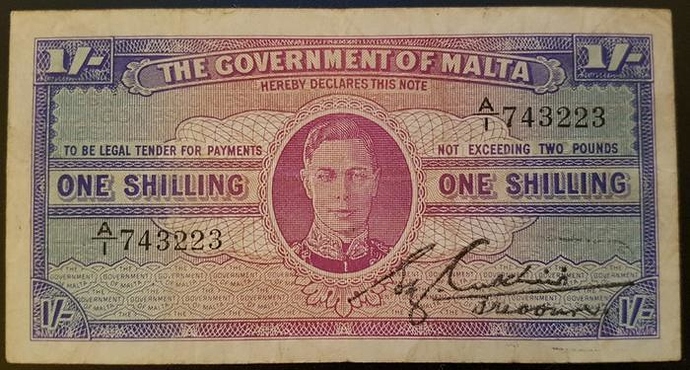 1/- 1/-
THE GOVERNMENT OF MALTA
HEREBY DECLARES THIS NOTE
A/1 743223
TO BE LEGAL TENDER FOR PAYMENTS NOT EXCEEDING TWO POUNDS
ONE SHILLING ONE SHILLING
A/1 743223
1/- 1/-